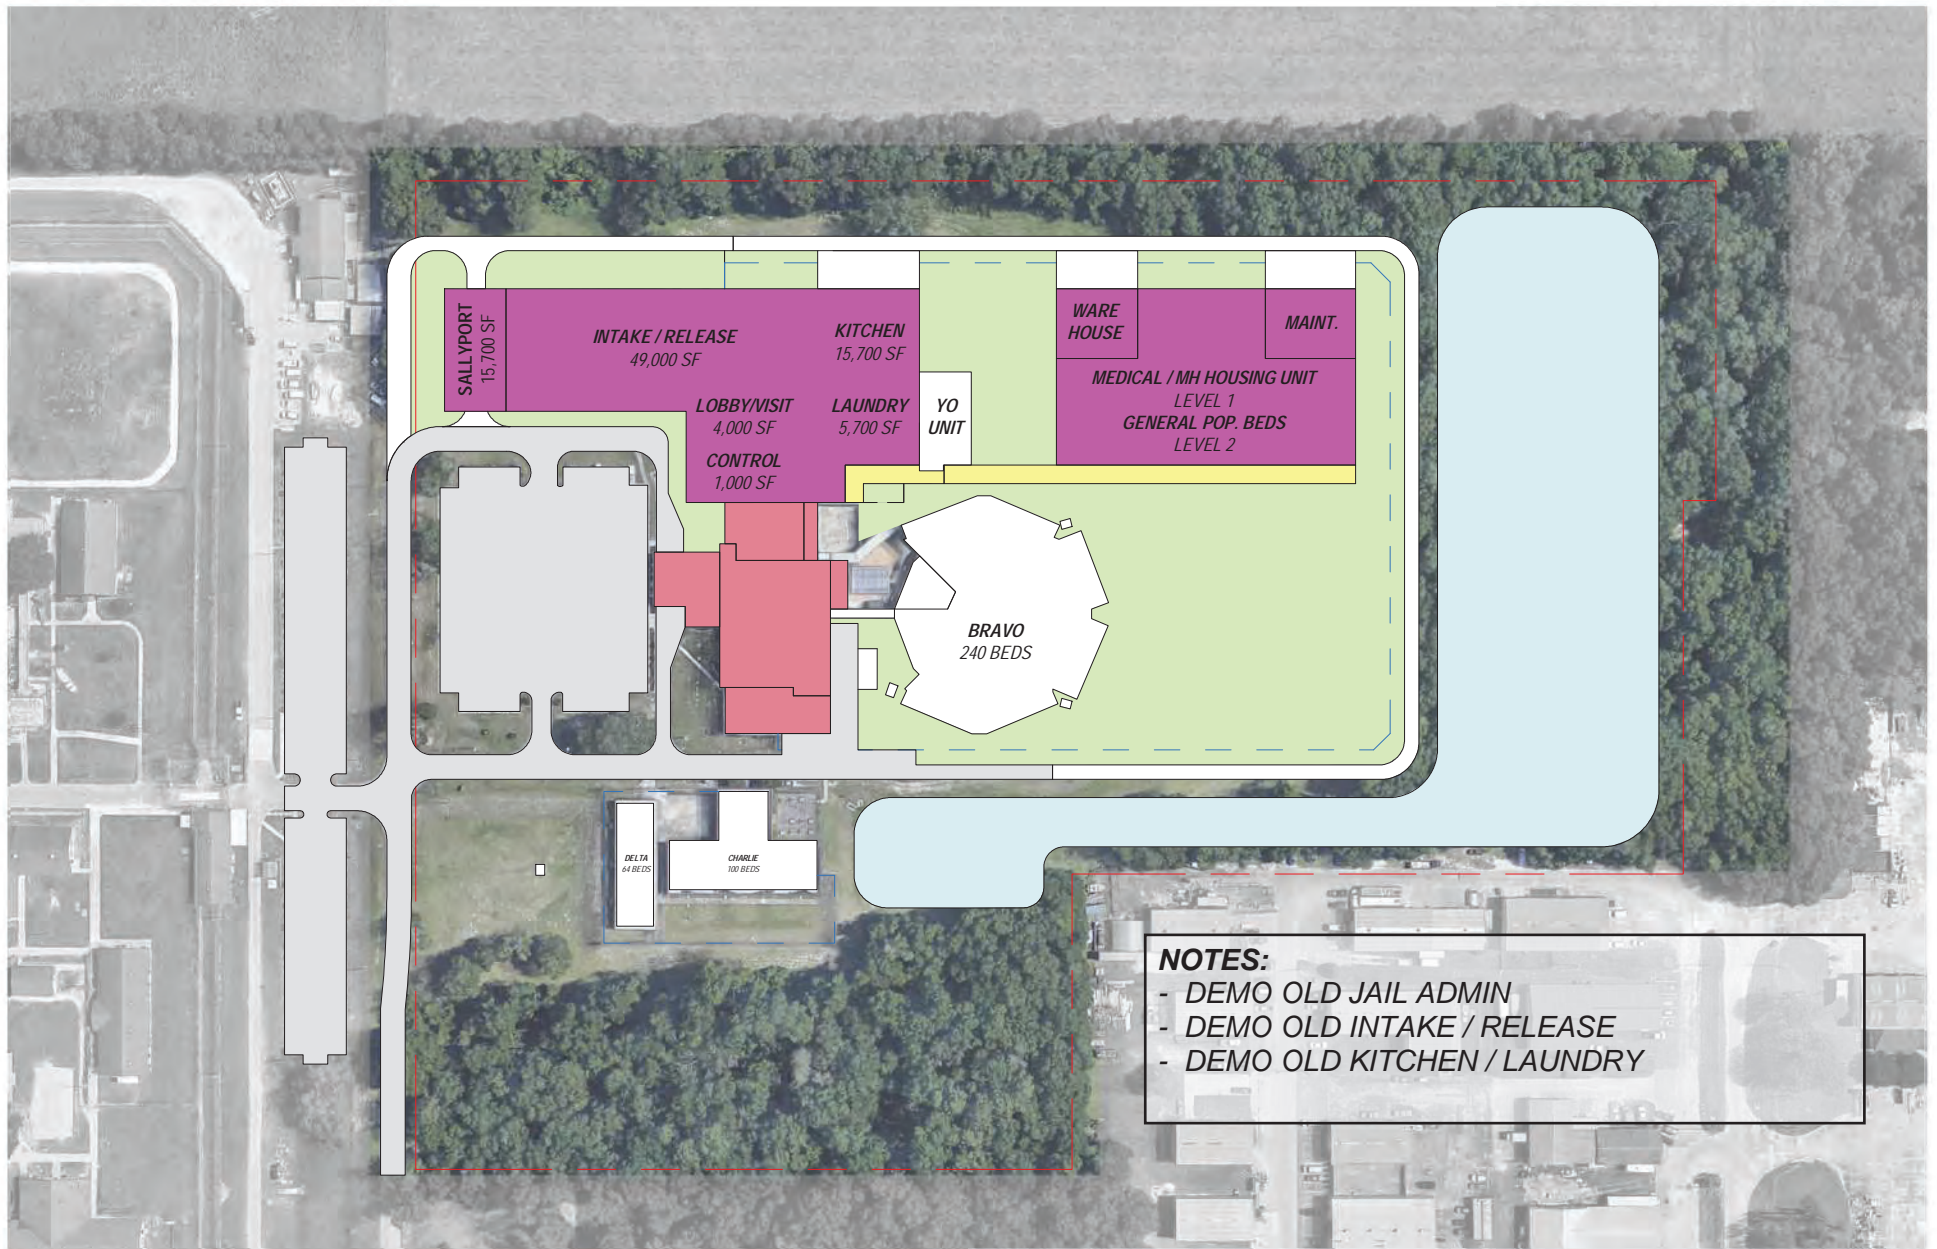 SALLYPORT
15,700 SF
INTAKE / RELEASE
49,000 SF
KITCHEN
15,700 SF
LOBBY/VISIT
4,000 SF
LAUNDRY
5,700 SF
CONTROL
1,000 SF
YO
UNIT
WARE
HOUSE
MAINT.
MEDICAL / MH HOUSING UNIT
LEVEL 1
GENERAL POP. BEDS
LEVEL 2
BRAVO
240 BEDS
DELTA
64 BEDS
CHARLIE
100 BEDS
NOTES:
- DEMO OLD JAIL ADMIN
- DEMO OLD INTAKE / RELEASE
- DEMO OLD KITCHEN / LAUNDRY